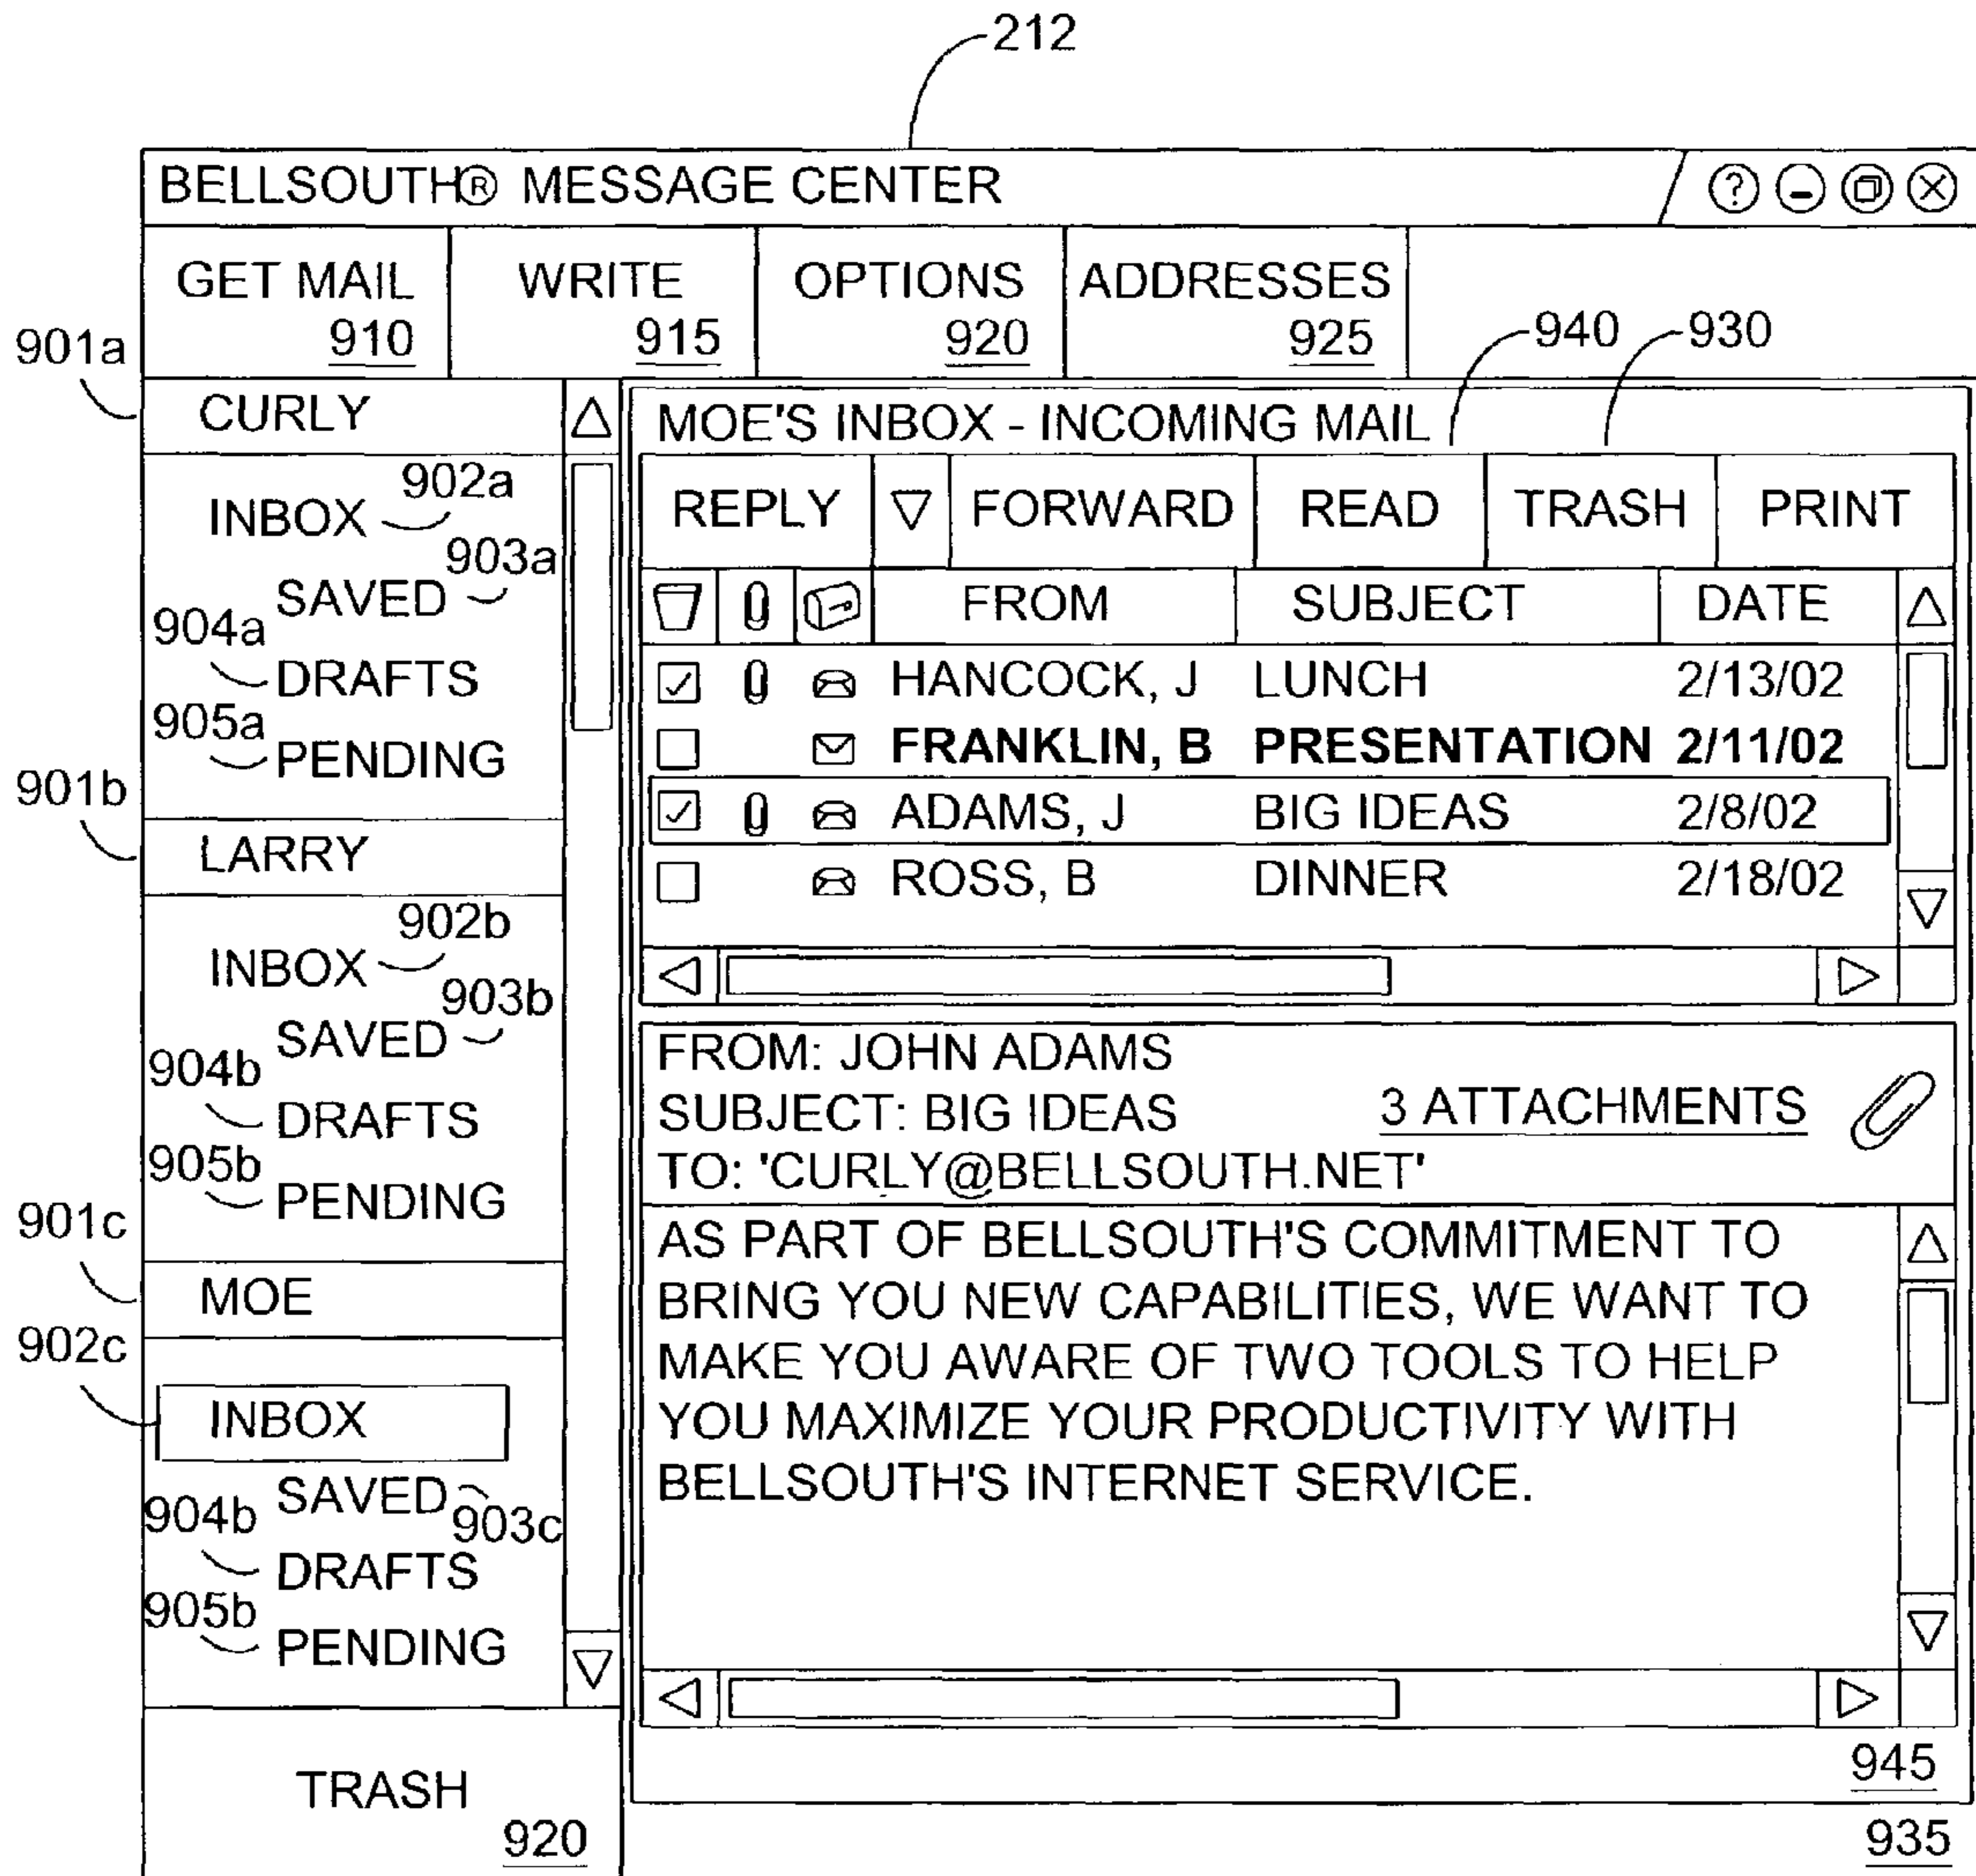 212
BELLSOUTH® MESSAGE CENTER
GET MAIL
910
WRITE
915
OPTIONS
920
ADDRESSES
925
940
930
901a
CURLY
INBOX
902a
SAVED
903a
904a
DRAFTS
905a
PENDING
901b
LARRY
INBOX
902b
SAVED
903b
904b
DRAFTS
905b
PENDING
901c
MOE
902c
INBOX
SAVED
903c
904b
DRAFTS
905b
PENDING
TRASH
920
MOE'S INBOX - INCOMING MAIL
REPLY FORWARD READ TRASH PRINT
FROM SUBJECT DATE
HANCOCK, J LUNCH 2/13/02
FRANKLIN, B PRESENTATION 2/11/02
ADAMS, J BIG IDEAS 2/8/02
ROSS, B DINNER 2/18/02
FROM: JOHN ADAMS
SUBJECT: BIG IDEAS
3 ATTACHMENTS
TO: 'CURLY@BELLSOUTH.NET'
AS PART OF BELLSOUTH'S COMMITMENT TO
BRING YOU NEW CAPABILITIES, WE WANT TO
MAKE YOU AWARE OF TWO TOOLS TO HELP
YOU MAXIMIZE YOUR PRODUCTIVITY WITH
BELLSOUTH'S INTERNET SERVICE.
945
935